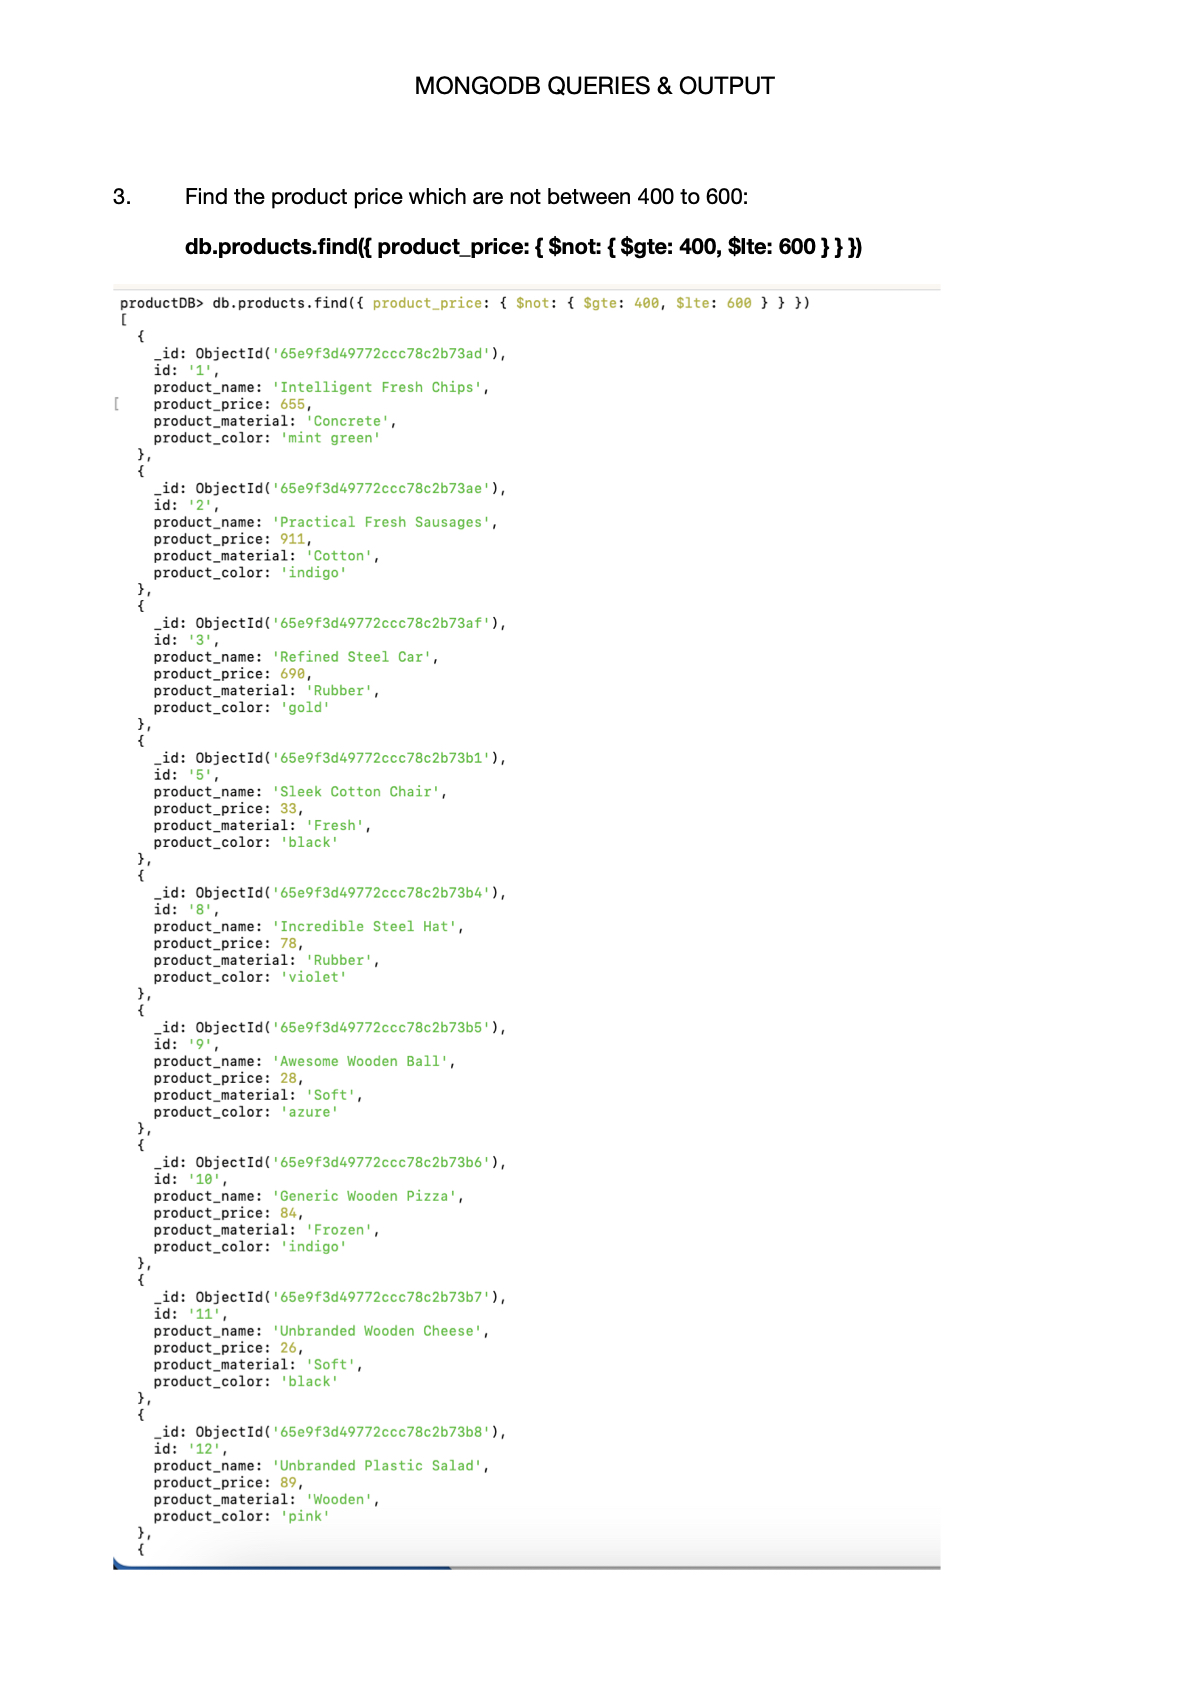 MONGODB QUERIES & OUTPUT
3. Find the product price which are not between 400 to 600:
db.products.find({ product_price: { $not: { $gte: 400, $lte: 600 } } })
productDB> db.products.find({ product_price: { $not: { $gte: 400, $lte: 600 } } })
[
{
_id: ObjectId('65e9f3d49772ccc78c2b73ad'),
id: '1',
product_name: 'Intelligent Fresh Chips',
[ product_price: 655,
product_material: 'Concrete',
product_color: 'mint green'
},
{
_id: ObjectId('65e9f3d49772ccc78c2b73ae'),
id: '2',
product_name: 'Practical Fresh Sausages',
product_price: 911,
product_material: 'Cotton',
product_color: 'indigo'
},
{
_id: ObjectId('65e9f3d49772ccc78c2b73af'),
id: '3',
product_name: 'Refined Steel Car',
product_price: 690,
product_material: 'Rubber',
product_color: 'gold'
},
{
_id: ObjectId('65e9f3d49772ccc78c2b73b1'),
id: '5',
product_name: 'Sleek Cotton Chair',
product_price: 33,
product_material: 'Fresh',
product_color: 'black'
},
{
_id: ObjectId('65e9f3d49772ccc78c2b73b4'),
id: '8',
product_name: 'Incredible Steel Hat',
product_price: 78,
product_material: 'Rubber',
product_color: 'violet'
},
{
_id: ObjectId('65e9f3d49772ccc78c2b73b5'),
id: '9',
product_name: 'Awesome Wooden Ball',
product_price: 28,
product_material: 'Soft',
product_color: 'azure'
},
{
_id: ObjectId('65e9f3d49772ccc78c2b73b6'),
id: '10',
product_name: 'Generic Wooden Pizza',
product_price: 84,
product_material: 'Frozen',
product_color: 'indigo'
},
{
_id: ObjectId('65e9f3d49772ccc78c2b73b7'),
id: '11',
product_name: 'Unbranded Wooden Cheese',
product_price: 26,
product_material: 'Soft',
product_color: 'black'
},
{
_id: ObjectId('65e9f3d49772ccc78c2b73b8'),
id: '12',
product_name: 'Unbranded Plastic Salad',
product_price: 89,
product_material: 'Wooden',
product_color: 'pink'
},
{